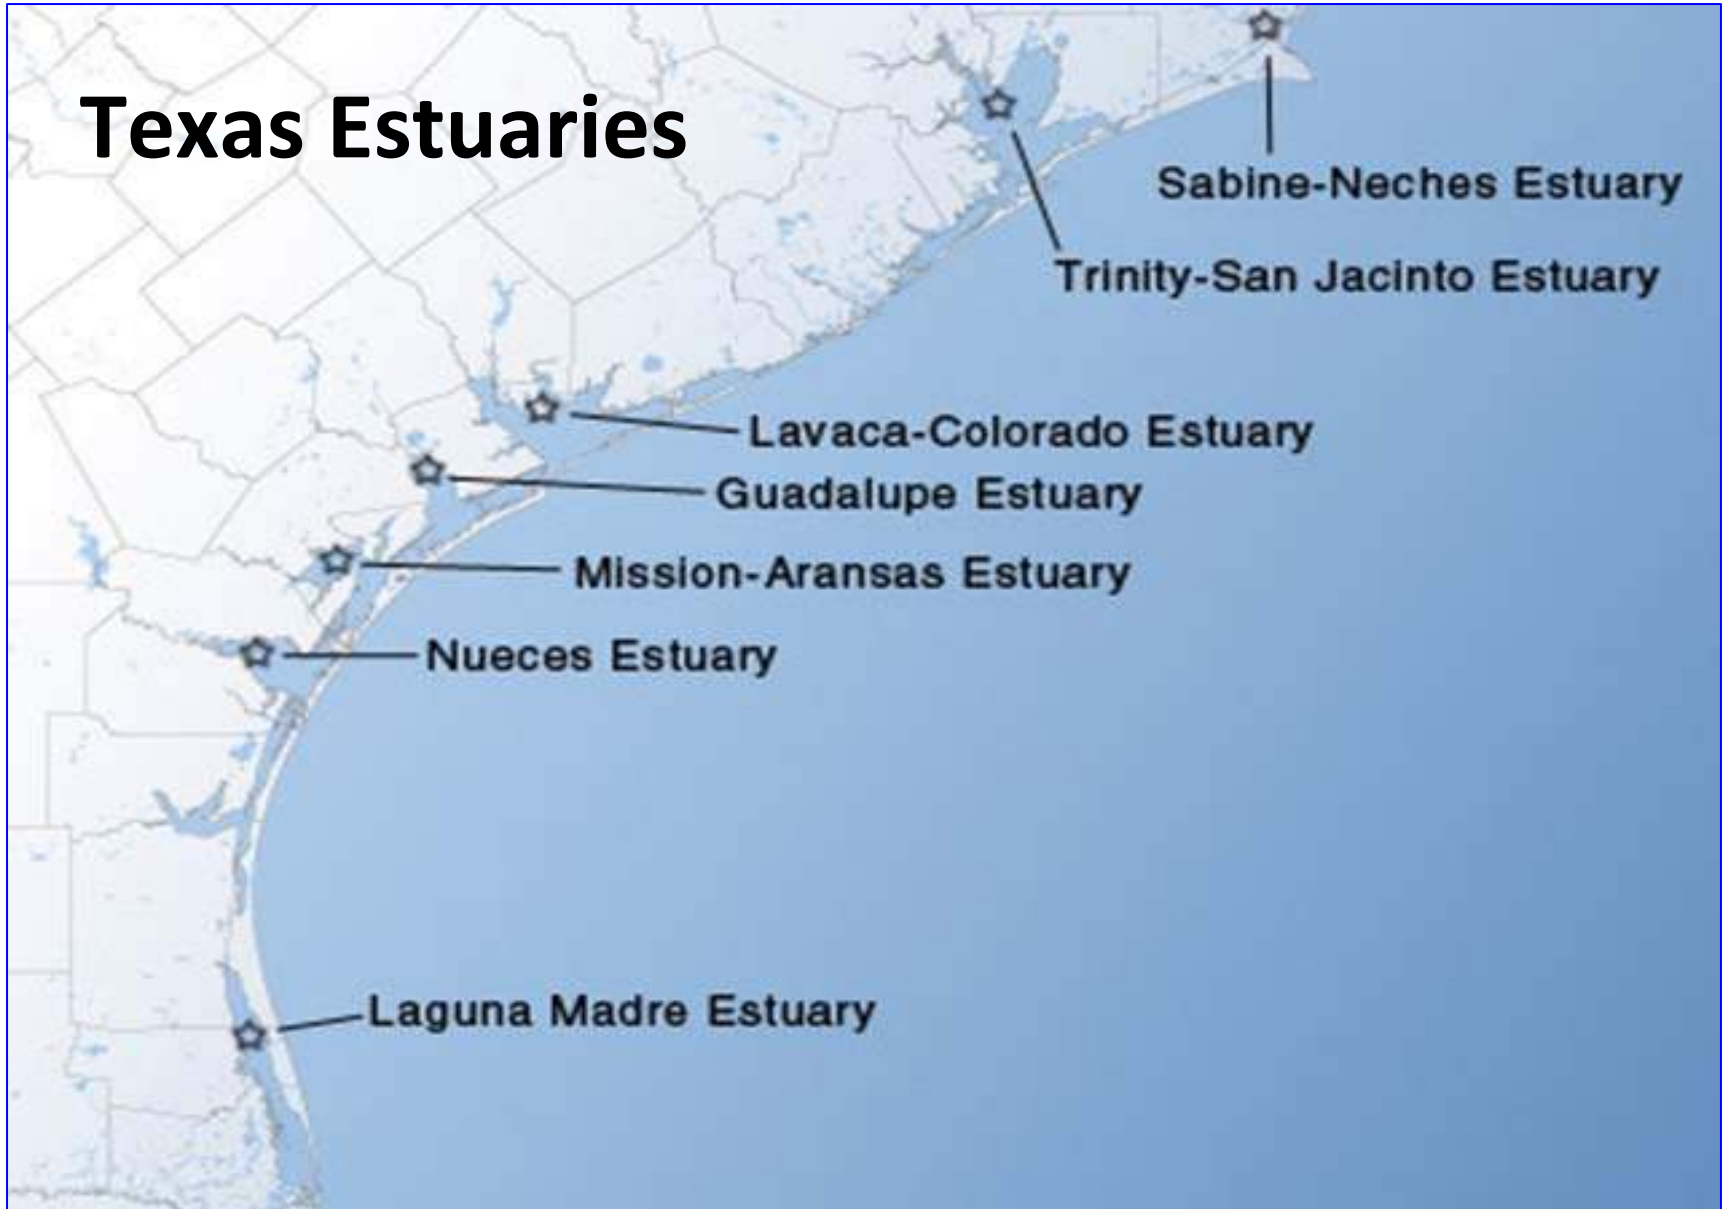 Texas Estuaries
Sabine-Neches Estuary
Trinity-San Jacinto Estuary
Lavaca-Colorado Estuary
Guadalupe Estuary
Mission-Aransas Estuary
Nueces Estuary
Laguna Madre Estuary